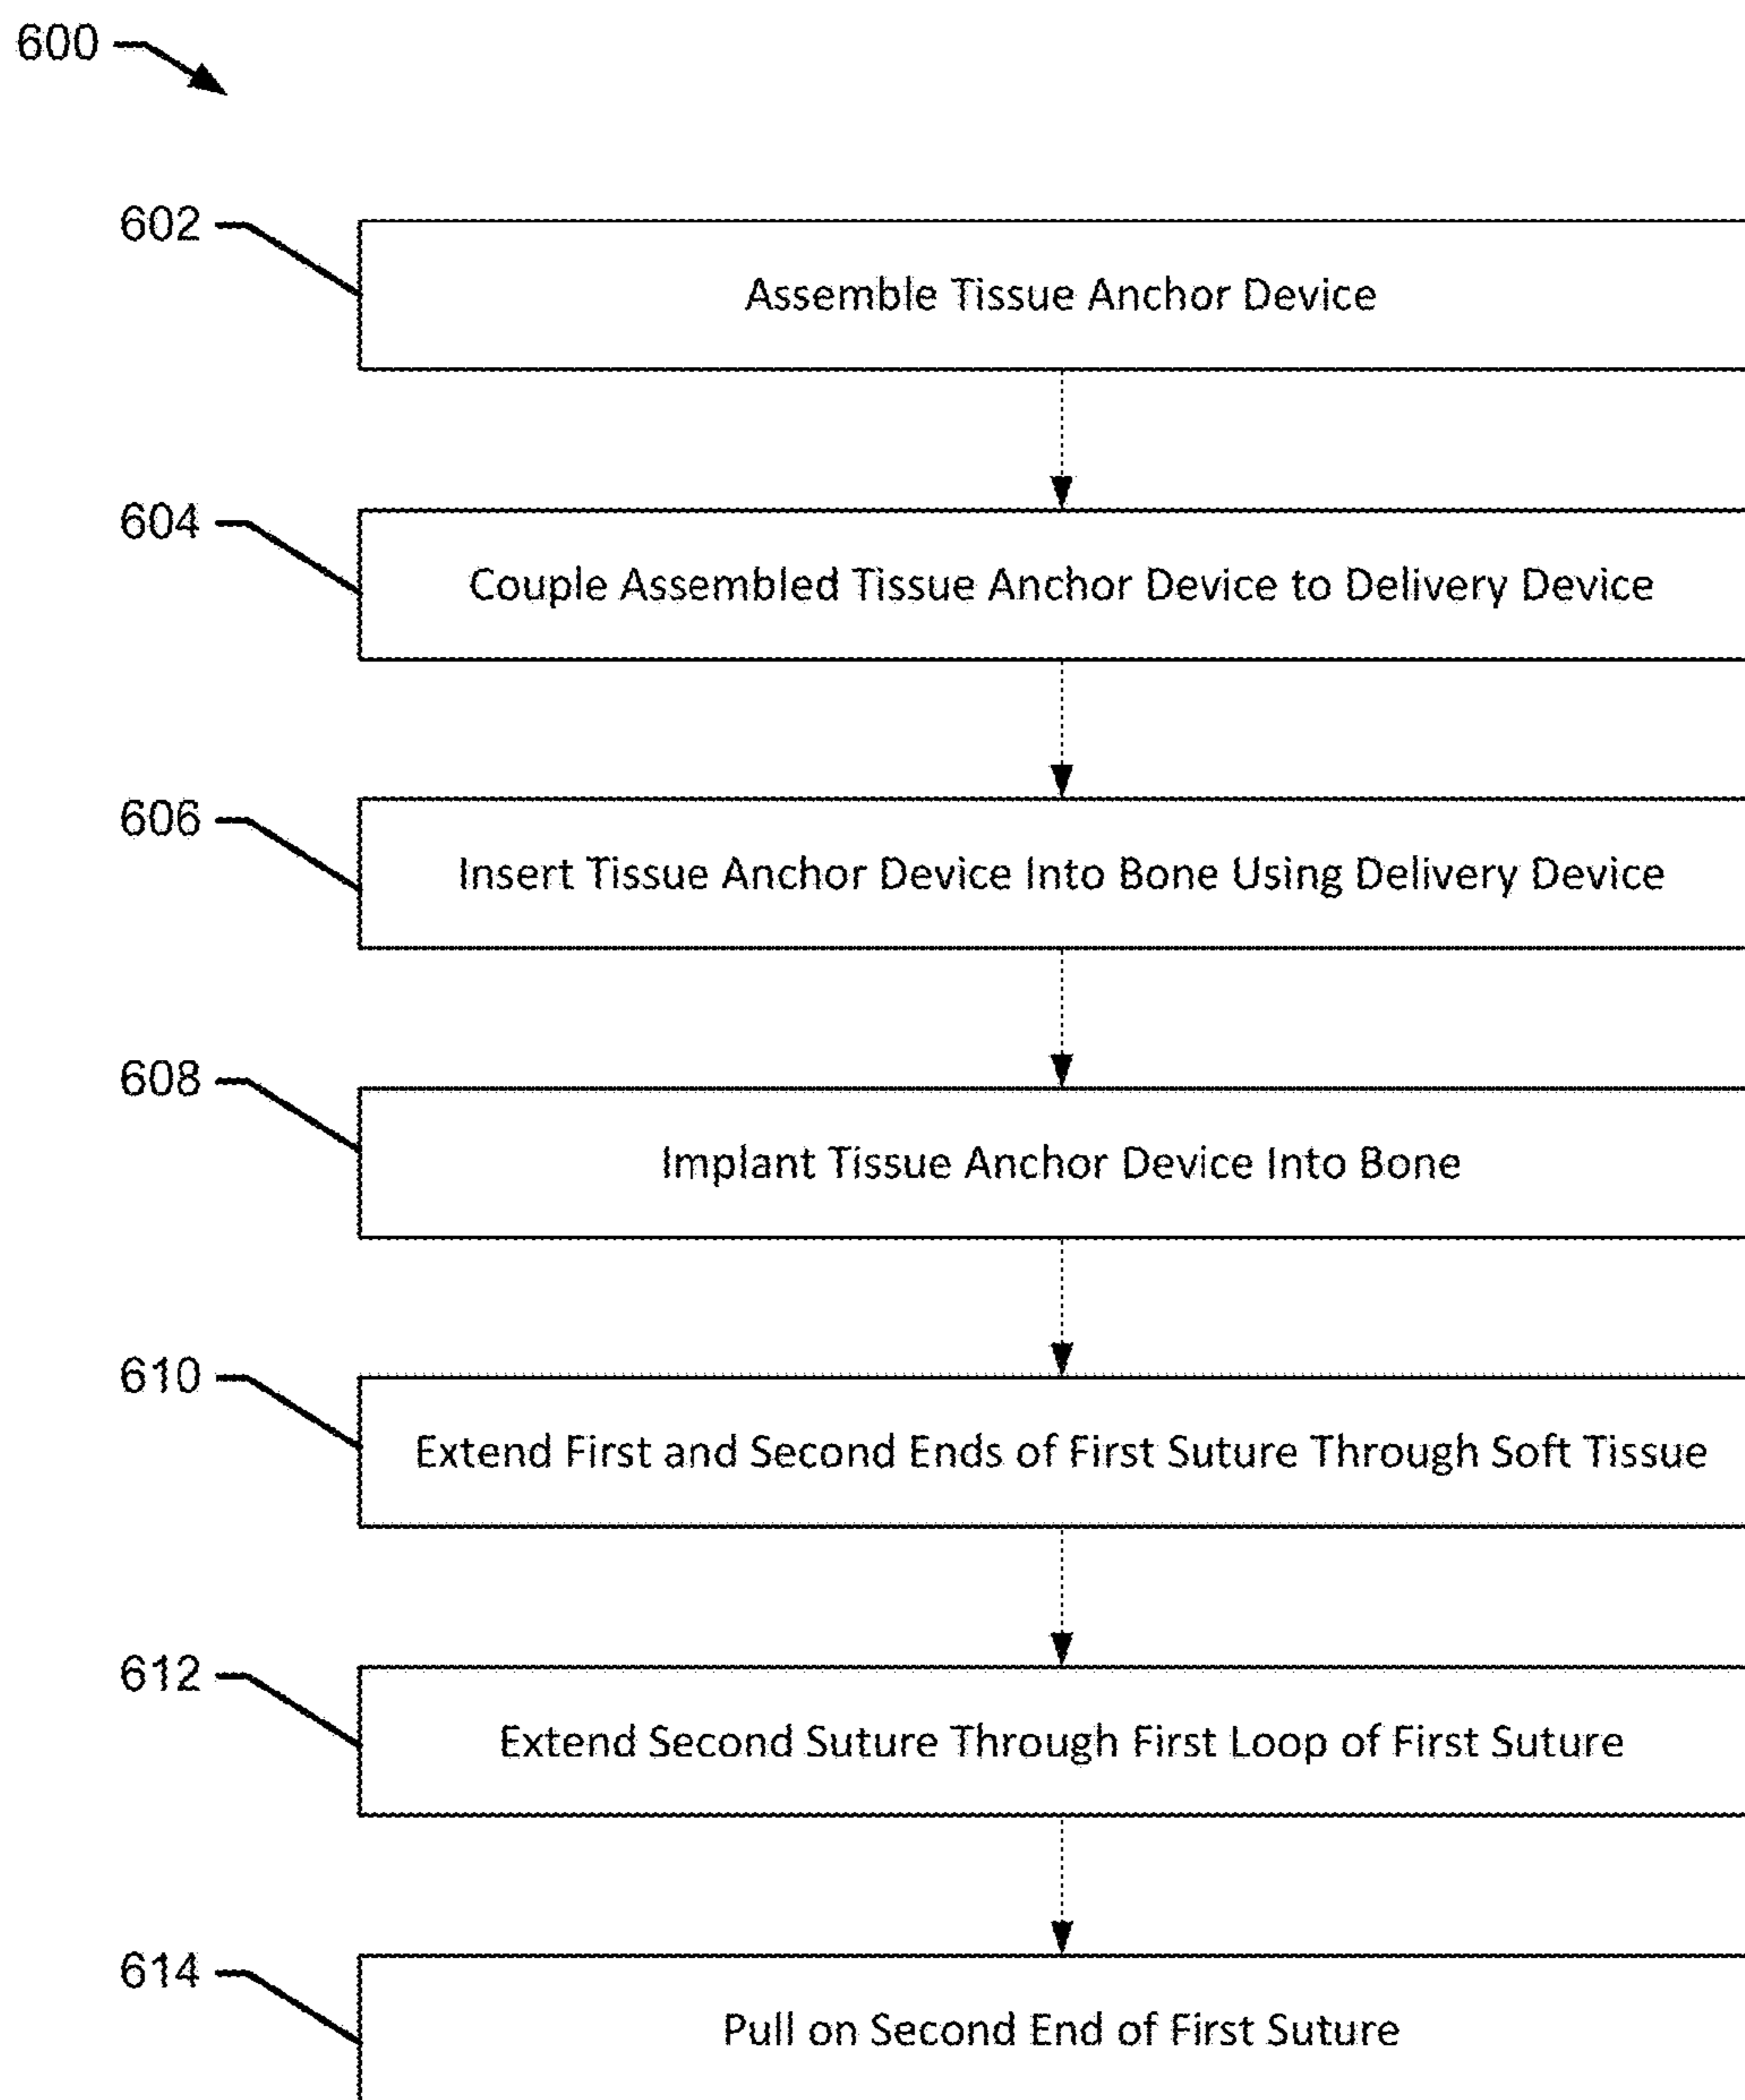 600
602
Assemble Tissue Anchor Device
604
Couple Assembled Tissue Anchor Device to Delivery Device
606
Insert Tissue Anchor Device Into Bone Using Delivery Device
608
Implant Tissue Anchor Device Into Bone
610
Extend First and Second Ends of First Suture Through Soft Tissue
612
Extend Second Suture Through First Loop of First Suture
614
Pull on Second End of First Suture